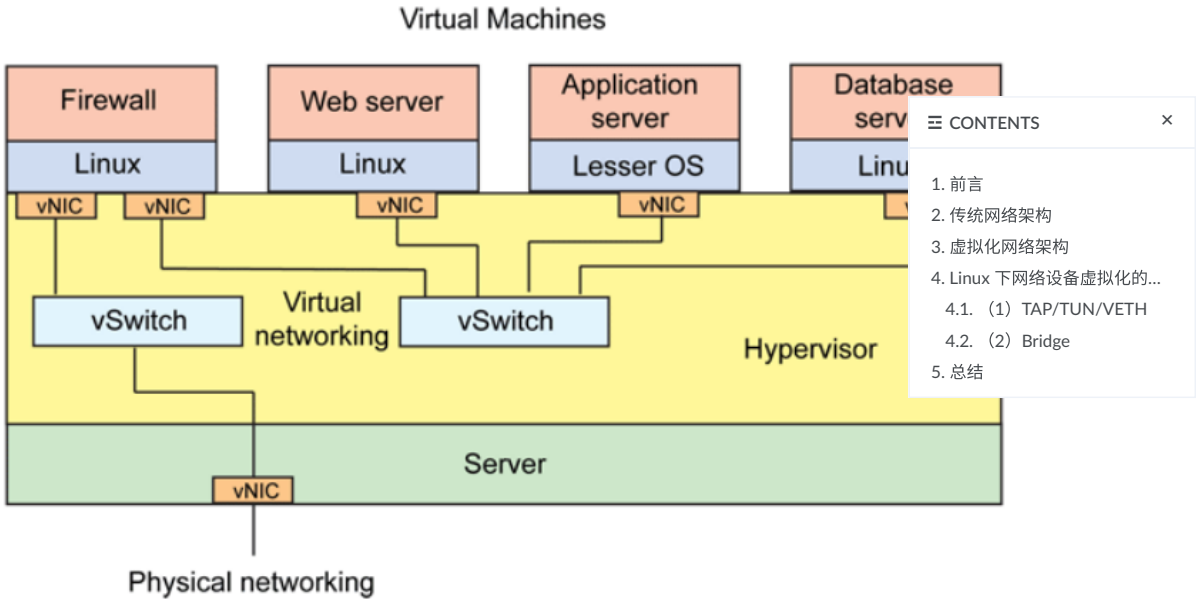 Virtual Machines
Firewall
Web server
Application
server
Database
serv
Linux
Linux
Lesser OS
Linu
vNIC
vNIC
vNIC
vNIC
v
vSwitch
Virtual
networking
vSwitch
Hypervisor
Server
vNIC
Physical networking
CONTENTS
1. 前言
2. 传统网络架构
3. 虚拟化网络架构
4. Linux 下网络设备虚拟化的...
4.1. （1）TAP/TUN/VETH
4.2. （2）Bridge
5. 总结